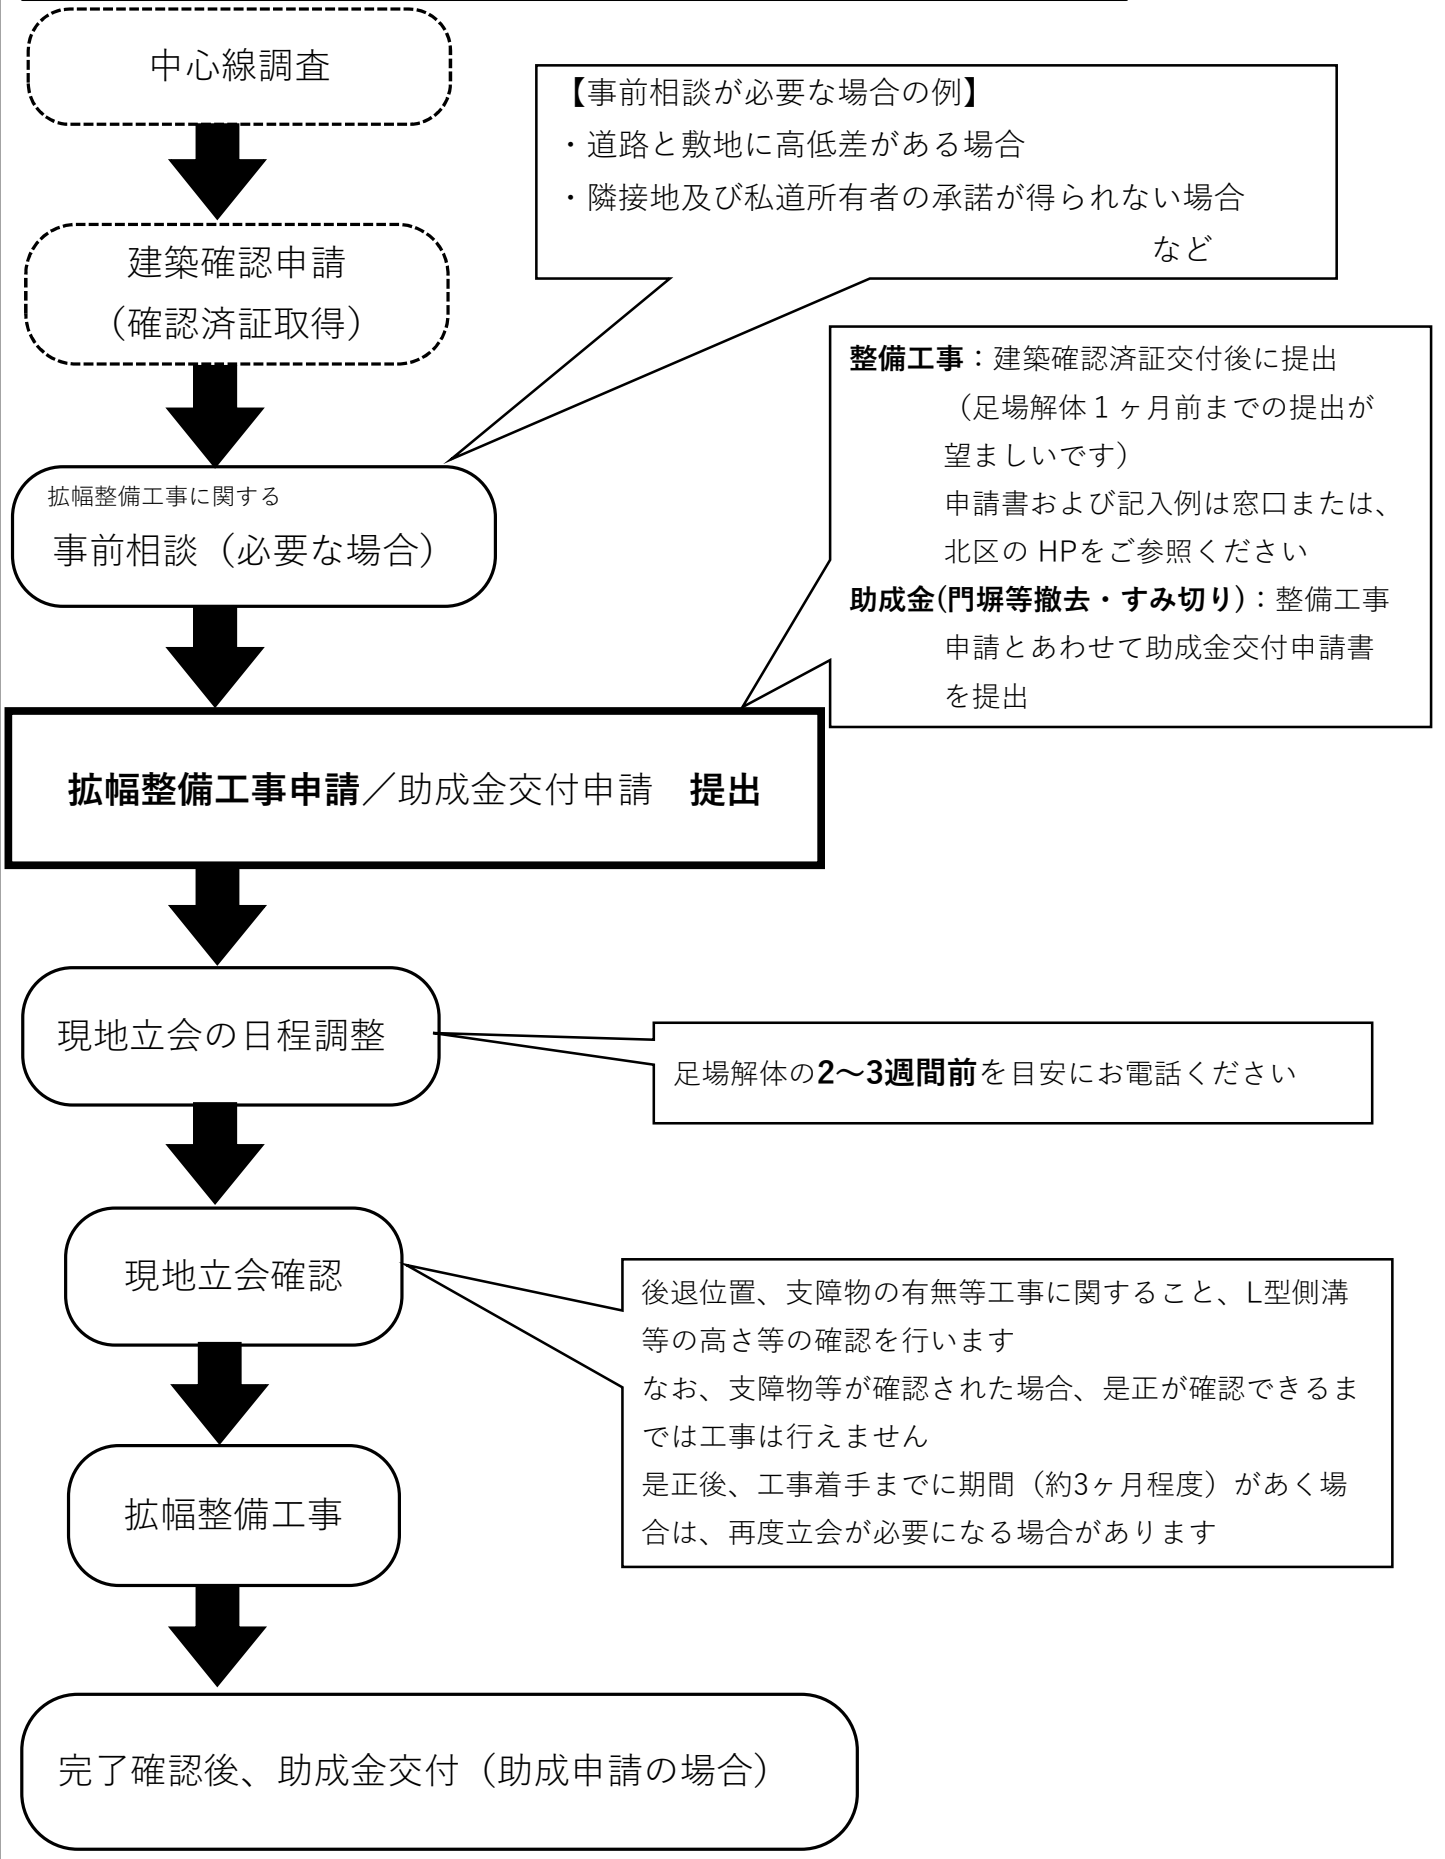 中心線調査
【事前相談が必要な場合の例】
・道路と敷地に高低差がある場合
・隣接地及び私道所有者の承諾が得られない場合
など
建築確認申請
（確認済証取得）
整備工事：建築確認済証交付後に提出
（足場解体１ヶ月前までの提出が
望ましいです）
申請書および記入例は窓口または、
北区の HPをご参照ください
助成金(門塀等撤去・すみ切り)：整備工事
申請とあわせて助成金交付申請書
を提出
拡幅整備工事に関する
事前相談（必要な場合）
拡幅整備工事申請／助成金交付申請　提出
現地立会の日程調整
足場解体の2～3週間前を目安にお電話ください
現地立会確認
後退位置、支障物の有無等工事に関すること、L型側溝
等の高さ等の確認を行います
なお、支障物等が確認された場合、是正が確認できるま
では工事は行えません
是正後、工事着手までに期間（約3ヶ月程度）があく場
合は、再度立会が必要になる場合があります
拡幅整備工事
完了確認後、助成金交付（助成申請の場合）